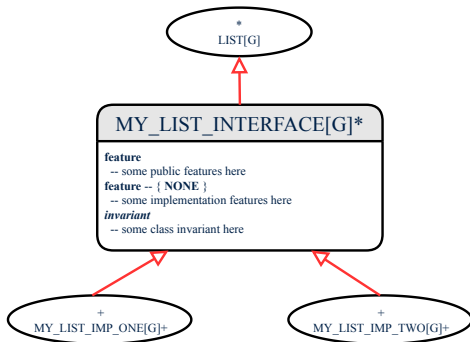 *
LIST[G]
MY_LIST_INTERFACE[G]*
feature
-- some public features here
feature -- { NONE }
-- some implementation features here
invariant
-- some class invariant here
+
MY_LIST_IMP_ONE[G]+
+
MY_LIST_IMP_TWO[G]+